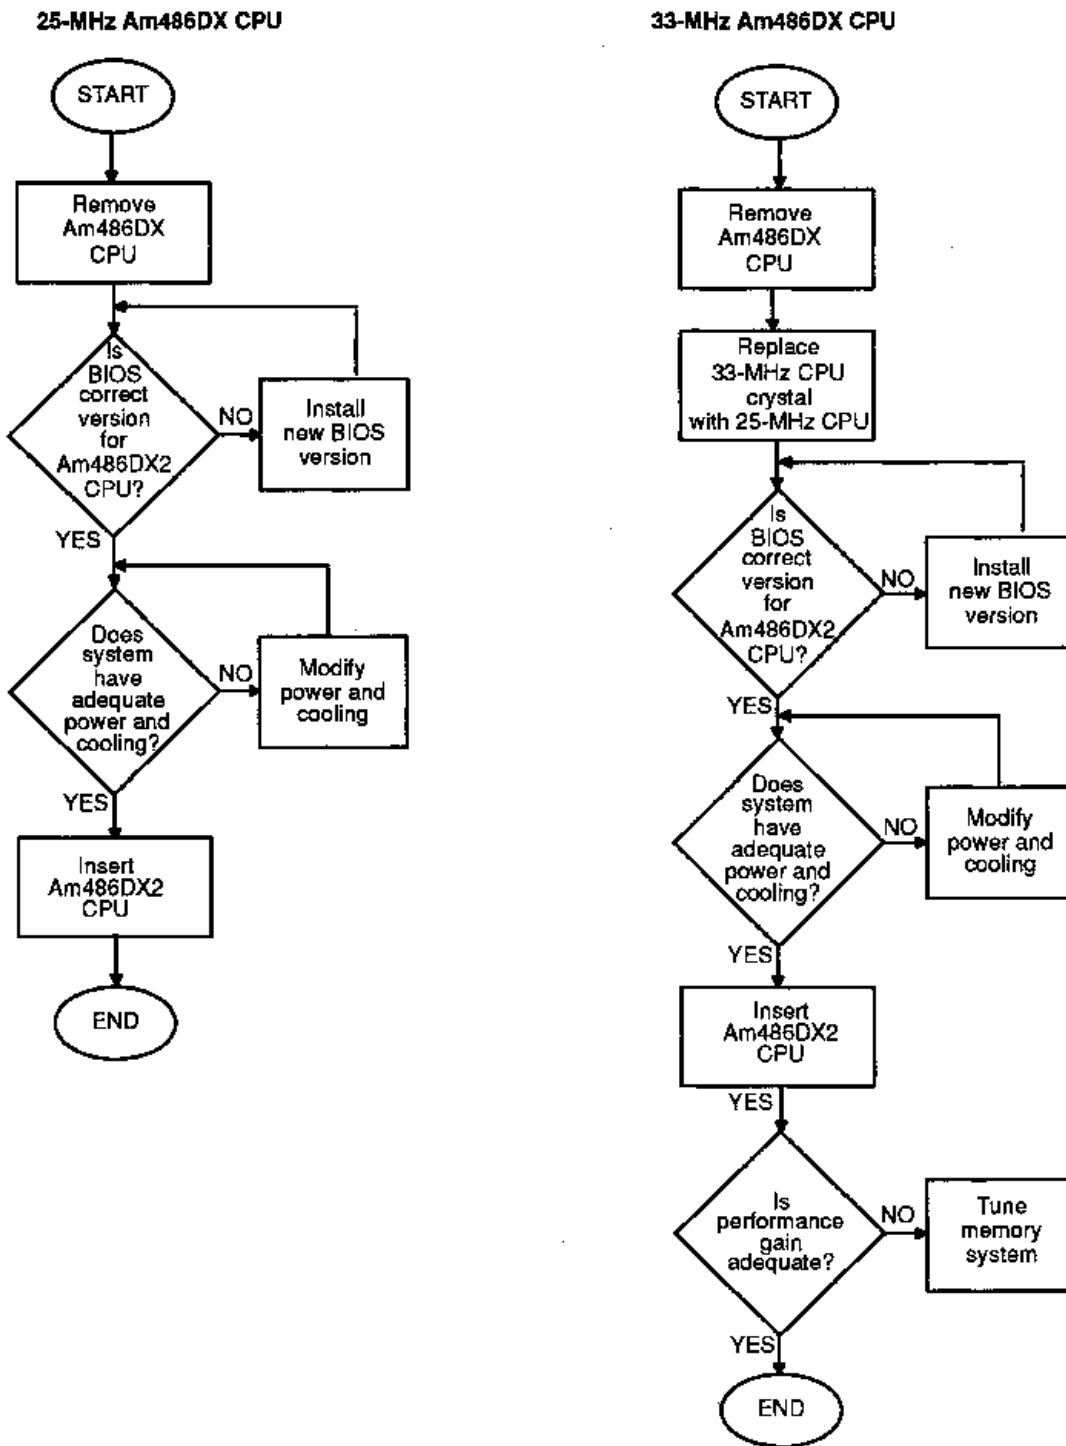 25-MHz Am486DX CPU
START
Remove
Am486DX
CPU
Is
BIOS
correct
version
for
Am486DX2
CPU?
NO
Install
new BIOS
version
YES
Does
system
have
adequate
power and
cooling?
NO
Modify
power and
cooling
YES
Insert
Am486DX2
CPU
END
33-MHz Am486DX CPU
START
Remove
Am486DX
CPU
Replace
33-MHz CPU
crystal
with 25-MHz CPU
Is
BIOS
correct
version
for
Am486DX2
CPU?
NO
Install
new BIOS
version
YES
Does
system
have
adequate
power and
cooling?
NO
Modify
power and
cooling
YES
Insert
Am486DX2
CPU
YES
Is
performance
gain
adequate?
NO
Tune
memory
system
YES
END